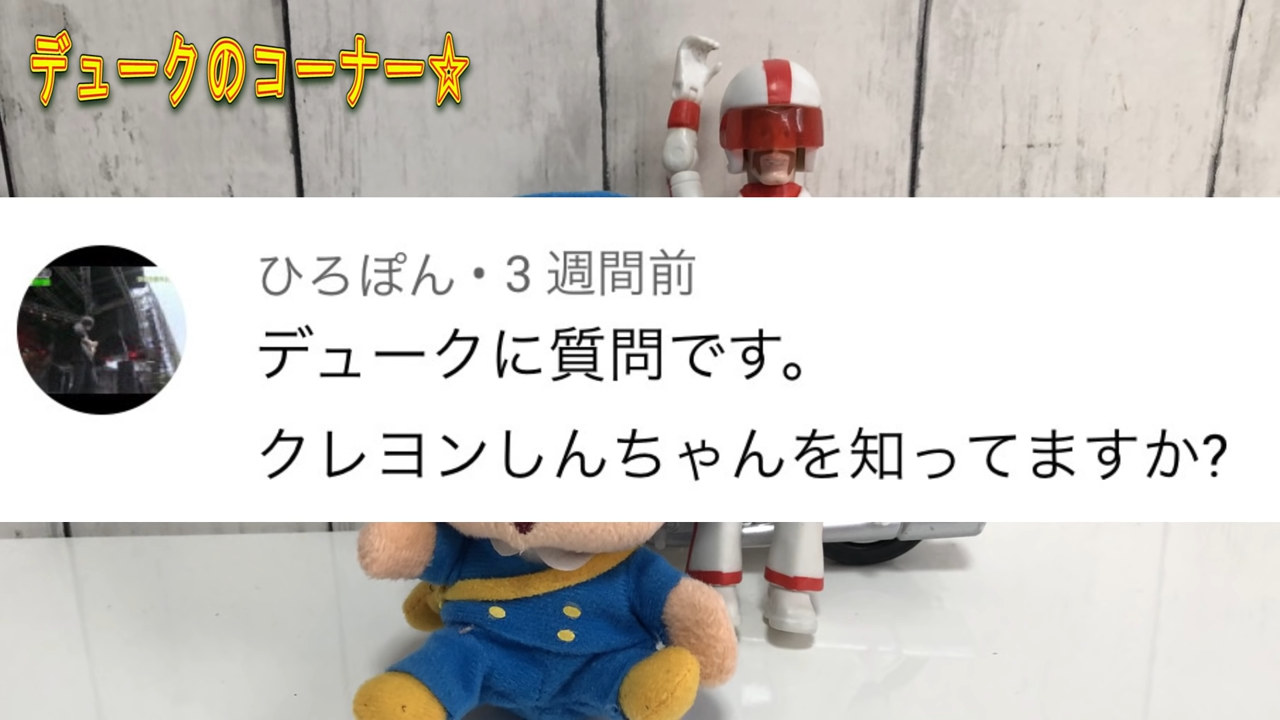 デュークのコーナー☆
ひろぽん・3 週間前
デュークに質問です。
クレヨンしんちゃんを知ってますか?